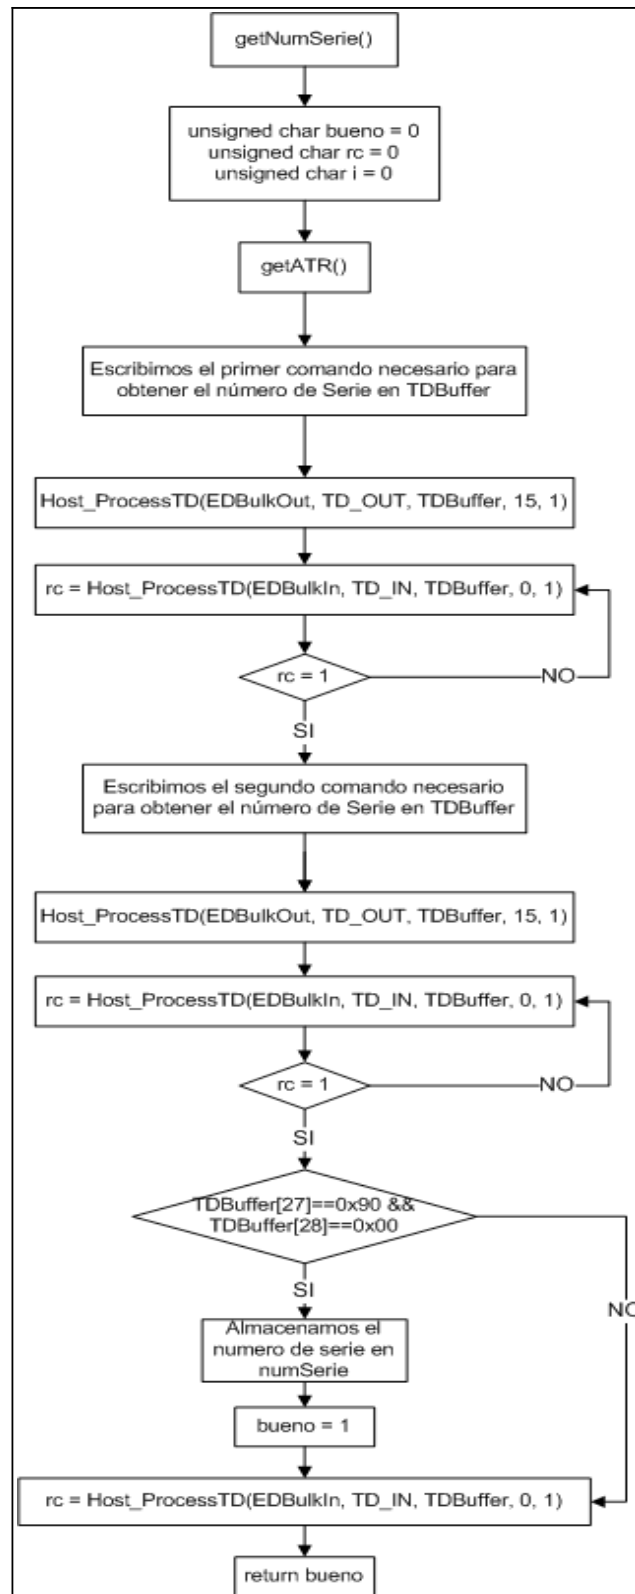 getNumSerie()
unsigned char bueno = 0
unsigned char rc = 0
unsigned char i = 0
getATR()
Escribimos el primer comando necesario para
obtener el número de Serie en TDBuffer
Host_ProcessTD(EDBulkOut, TD_OUT, TDBuffer, 15, 1)
rc = Host_ProcessTD(EDBulkIn, TD_IN, TDBuffer, 0, 1)
rc = 1
NO
SI
Escribimos el segundo comando necesario
para obtener el número de Serie en TDBuffer
Host_ProcessTD(EDBulkOut, TD_OUT, TDBuffer, 15, 1)
rc = Host_ProcessTD(EDBulkIn, TD_IN, TDBuffer, 0, 1)
rc = 1
NO
SI
TDBuffer[27]==0x90 &&
TDBuffer[28]==0x00
SI
NO
Almacenamos el
numero de serie en
numSerie
bueno = 1
rc = Host_ProcessTD(EDBulkIn, TD_IN, TDBuffer, 0, 1)
return bueno